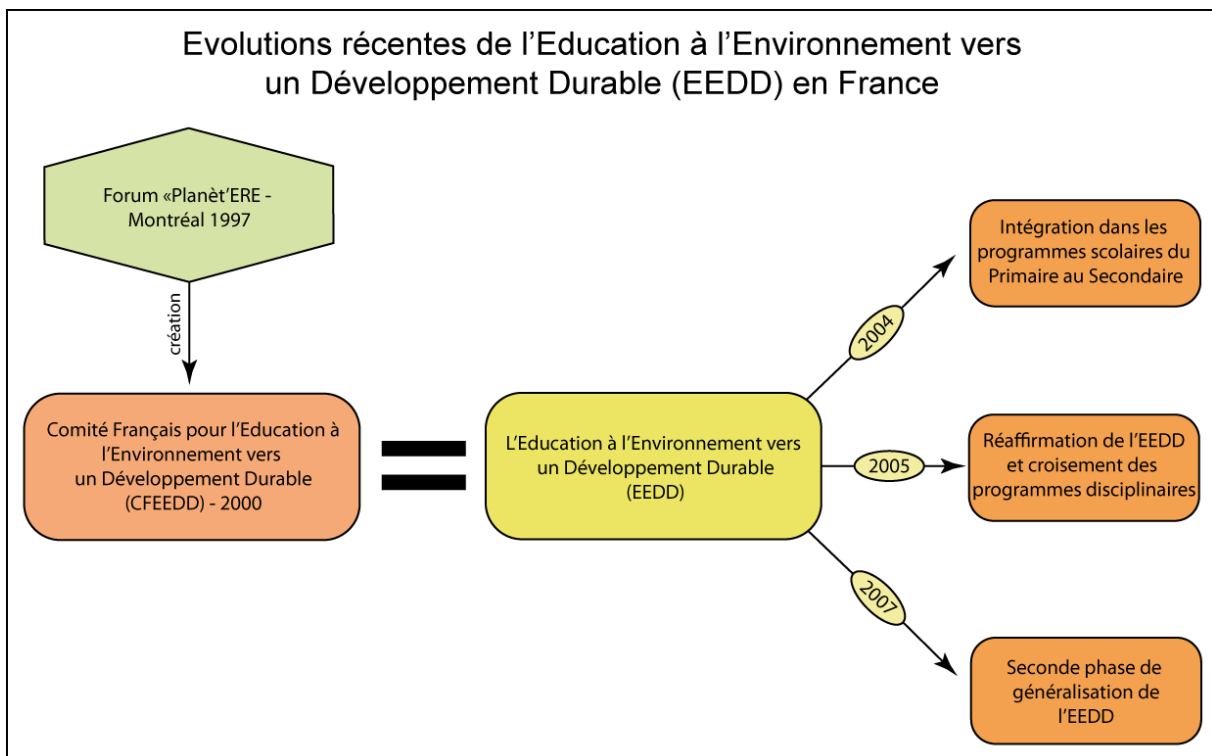 Evolutions récentes de l'Education à l'Environnement vers
un Développement Durable (EEDD) en France
Forum «Planèt'ERE -
Montréal 1997
création
Comité Français pour l'Education à
l'Environnement vers
un Développement Durable
(CFEEDD) - 2000
L'Education à l'Environnement vers
un Développement Durable
(EEDD)
2004
Intégration dans les
programmes scolaires du
Primaire au Secondaire
2005
Réaffirmation de l'EEDD
et croisement des
programmes disciplinaires
2007
Seconde phase de
généralisation de
l'EEDD